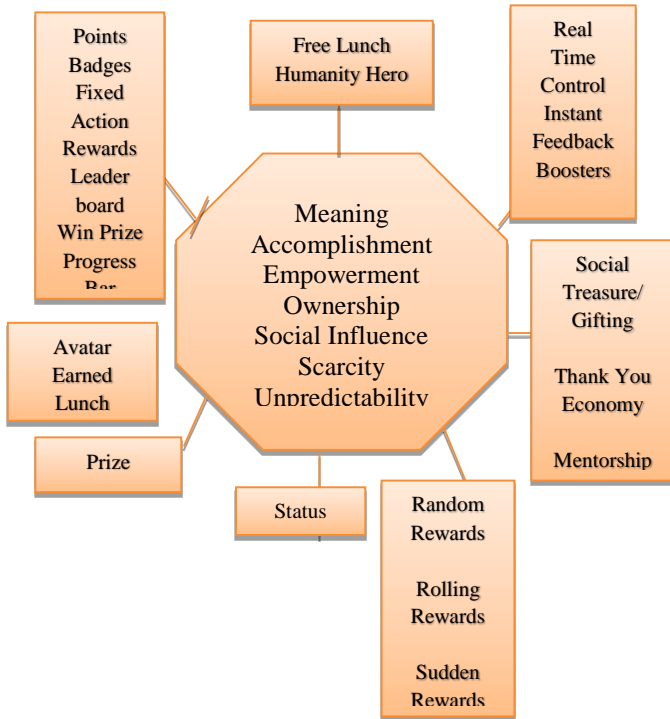 Points
Badges
Fixed
Action
Rewards
Leader
board
Win Prize
Progress
Bar
Free Lunch
Humanity Hero
Real
Time
Control
Instant
Feedback
Boosters
Meaning
Accomplishment
Empowerment
Ownership
Social Influence
Scarcity
Unpredictability
Social
Treasure/
Gifting
Thank You
Economy
Mentorship
Avatar
Earned
Lunch
Prize
Status
Random
Rewards
Rolling
Rewards
Sudden
Rewards